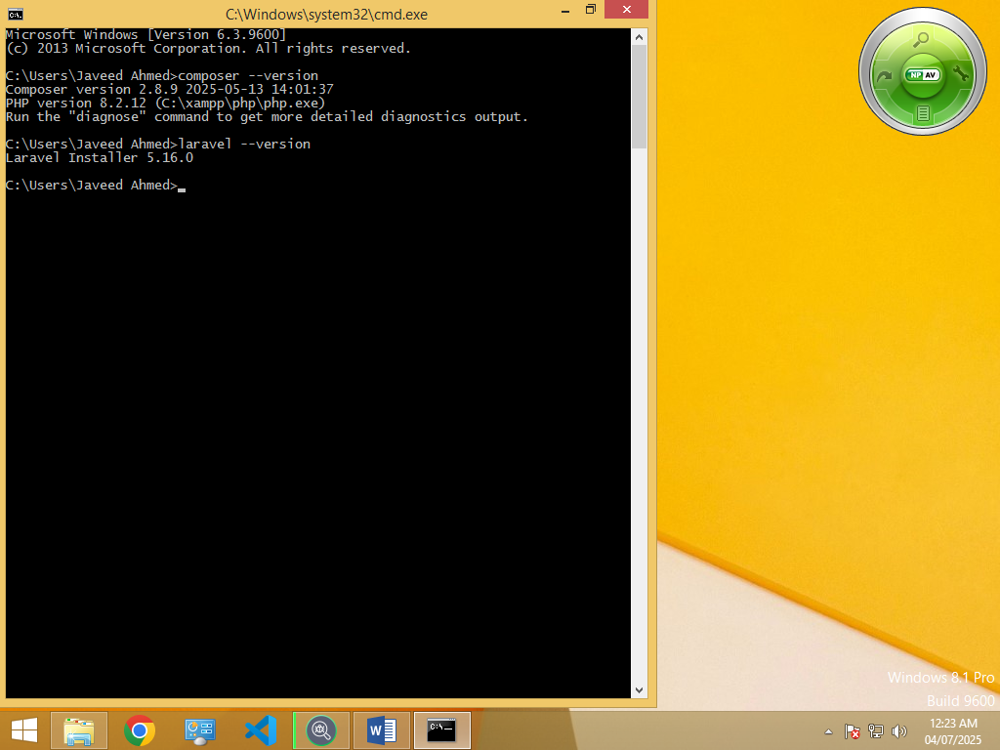 C:\Windows\system32\cmd.exe
Microsoft Windows [Version 6.3.9600]
(c) 2013 Microsoft Corporation. All rights reserved.
C:\Users\Javeed Ahmed>composer --version
Composer version 2.8.9 2025-05-13 14:01:37
PHP version 8.2.12 (C:\xampp\php\php.exe)
Run the "diagnose" command to get more detailed diagnostics output.
C:\Users\Javeed Ahmed>laravel --version
Laravel Installer 5.16.0
C:\Users\Javeed Ahmed>_
NP AV
Windows 8.1 Pro
Build 9600
W
C:\_
12:23 AM
04/07/2025